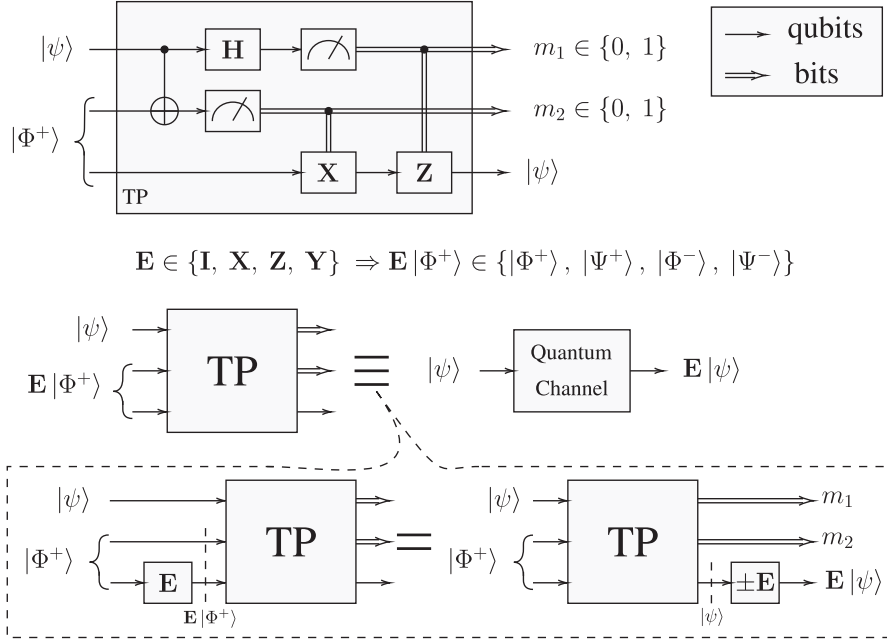 |ψ⟩ H m₁ ∈ {0, 1} qubits
bits
m₂ ∈ {0, 1}
|Φ⁺⟩
X Z |ψ⟩
TP
E ∈ {I, X, Z, Y} ⇒ E |Φ⁺⟩ ∈ {|Φ⁺⟩, |Ψ⁺⟩, |Φ⁻⟩, |Ψ⁻⟩}
|ψ⟩
E |Φ⁺⟩ TP ≡ |ψ⟩ Quantum E |ψ⟩
Channel
|ψ⟩ |ψ⟩ m₁
|Φ⁺⟩ TP = |Φ⁺⟩ TP m₂
E ±E E |ψ⟩
E |Φ⁺⟩ |ψ⟩